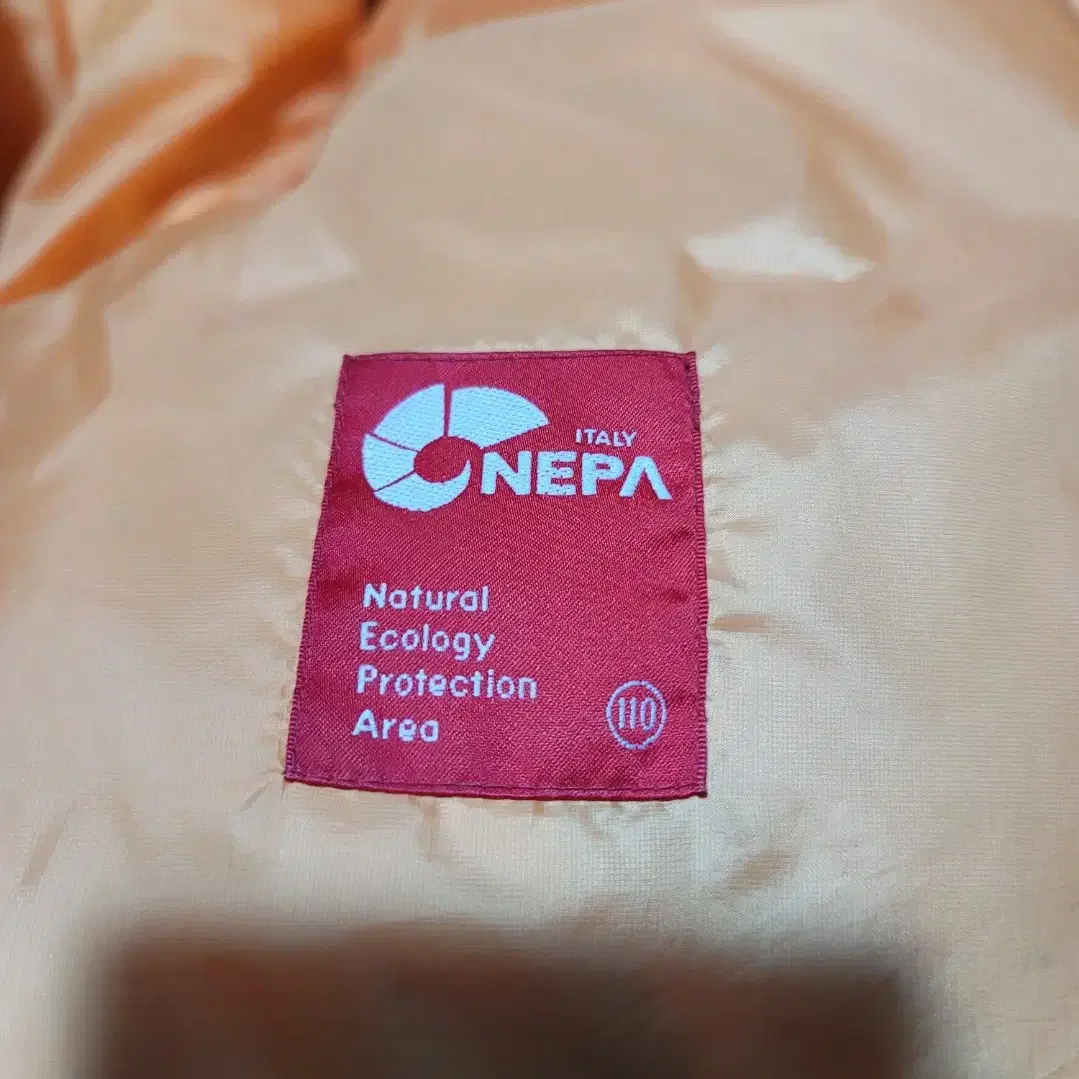 ITALY
NEPA
Natural
Ecology
Protection
Area
110